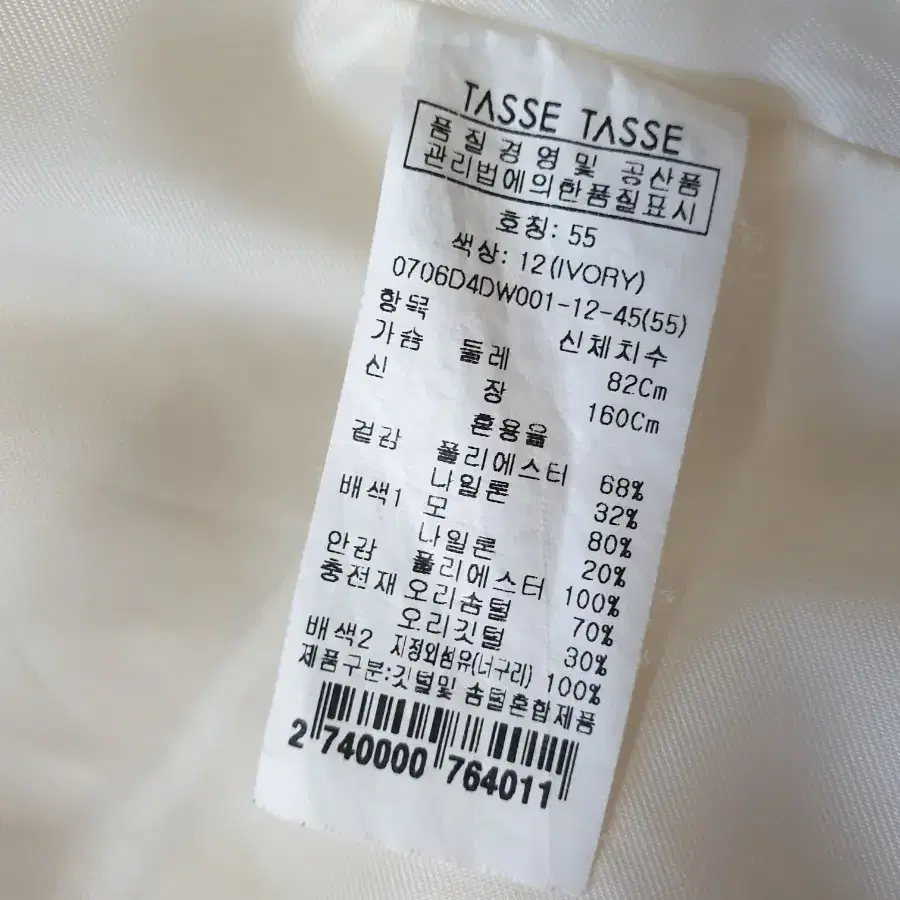 TASSE TASSE
품질경영및 공산품
관리법에의한품질표시
호칭: 55
색상: 12(IVORY)
0706D4DW001-12-45(55)
항목 신체치수
가슴 둘레 82Cm
신 장 160Cm
혼용율
겉감 폴리에스터 68%
나일론 32%
배색1 모 80%
나일론 20%
안감 폴리에스터 100%
충전재 오리솜털 70%
오리깃털 30%
배색2 지정외섬유(너구리) 100%
제품구분:깃털및 솜털혼합제품
2 740000 764011